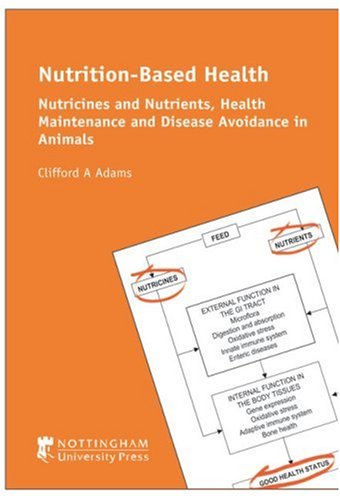 Nutrition-Based Health
Nutricines and Nutrients, Health
Maintenance and Disease Avoidance in
Animals
Clifford A Adams
FEED
NUTRICINES
NUTRIENTS
EXTERNAL FUNCTION IN
THE GI TRACT
Microflora
Digestion and absorption
Oxidative stress
Innate immune system
Enteric diseases
INTERNAL FUNCTION IN
THE BODY TISSUES
Gene expression
Oxidative stress
Adaptive immune system
Bone health
GOOD HEALTH STATUS
NOTTINGHAM
University Press